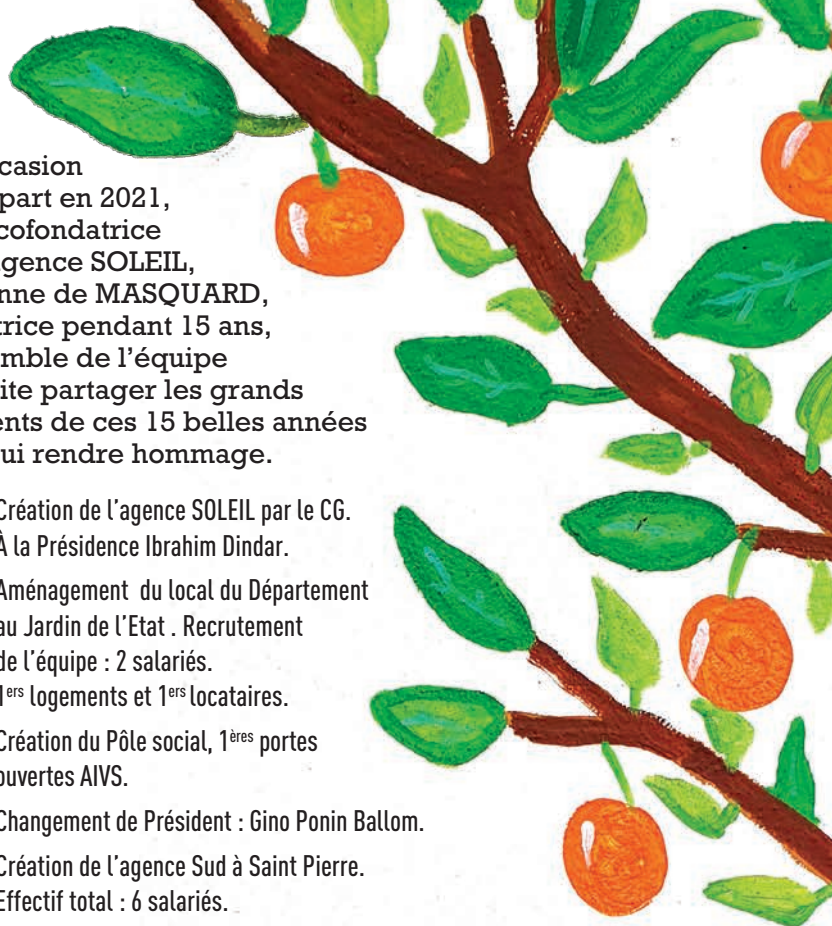 casion
part en 2021,
cofondatrice
gence SOLEIL,
nne de MASQUARD,
trice pendant 15 ans,
mble de l’équipe
ite partager les grands
ents de ces 15 belles années
ui rendre hommage.
Création de l’agence SOLEIL par le CG.
À la Présidence Ibrahim Dindar.
Aménagement du local du Département
au Jardin de l’Etat . Recrutement
de l’équipe : 2 salariés.
1ers logements et 1ers locataires.
Création du Pôle social, 1ères portes
ouvertes AIVS.
Changement de Président : Gino Ponin Ballom.
Création de l’agence Sud à Saint Pierre.
Effectif total : 6 salariés.